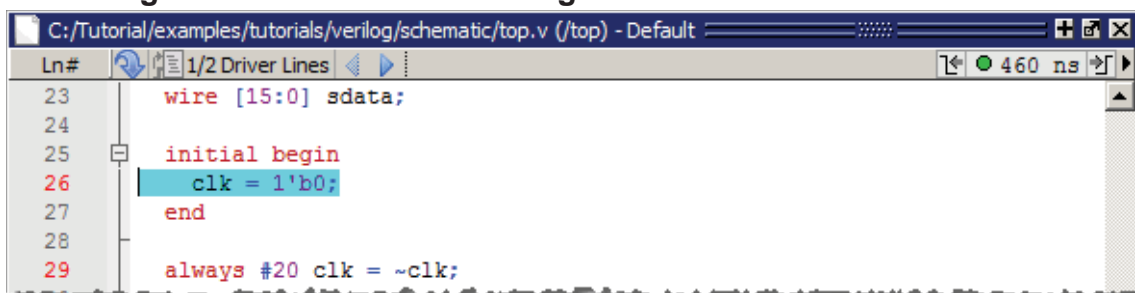 C:/Tutorial/examples/tutorials/verilog/schematic/top.v (/top) - Default
Ln# 1/2 Driver Lines 460 ns
23 wire [15:0] sdata;
24
25 initial begin
26 clk = 1'b0;
27 end
28
29 always #20 clk = ~clk;